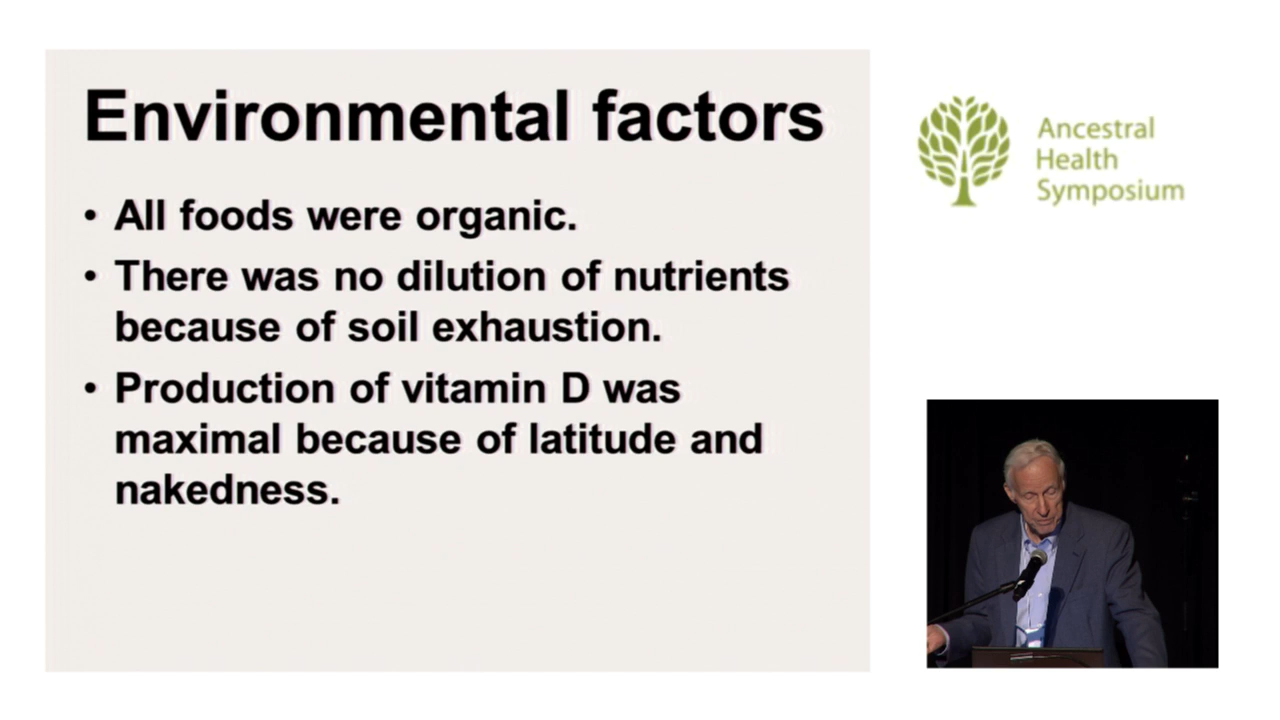 Environmental factors
• All foods were organic.
• There was no dilution of nutrients
because of soil exhaustion.
• Production of vitamin D was
maximal because of latitude and
nakedness.
Ancestral
Health
Symposium